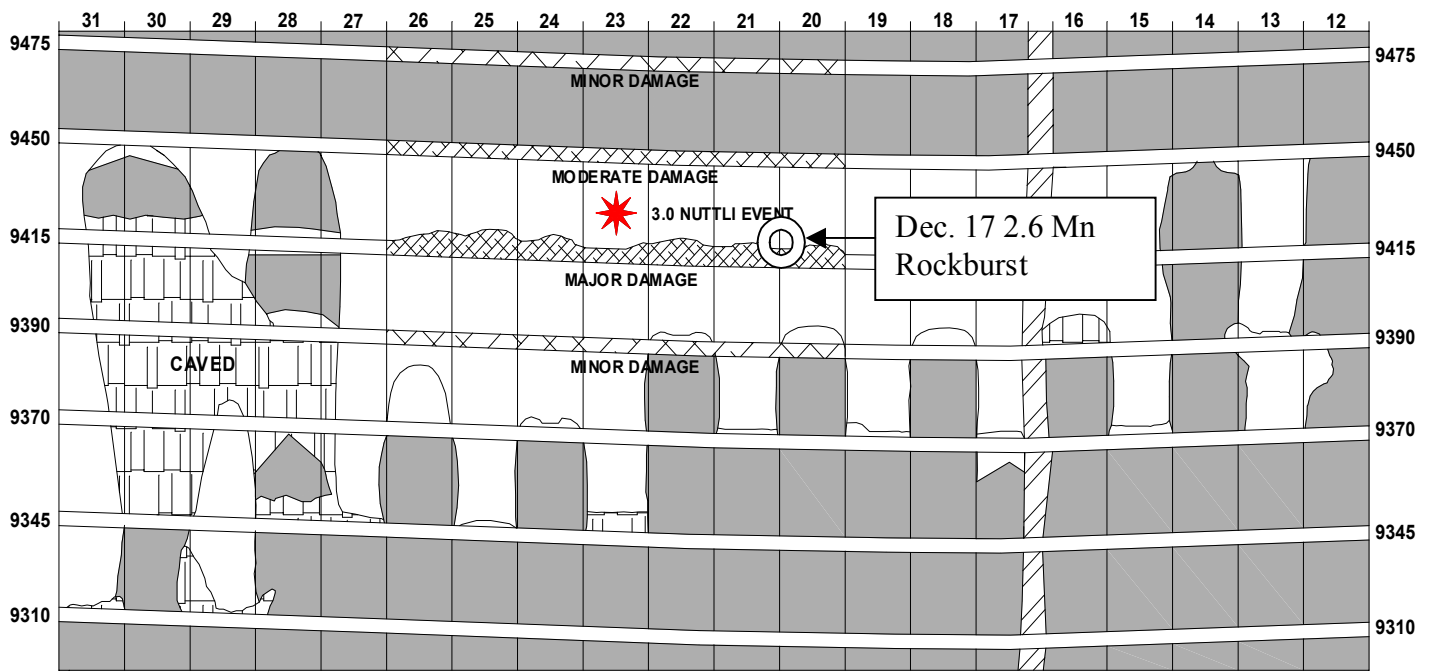 31 30 29 28 27 26 25 24 23 22 21 20 19 18 17 16 15 14 13 12
9475 9475
MINOR DAMAGE
9450 9450
MODERATE DAMAGE
3.0 NUTTLI EVENT
Dec. 17 2.6 Mn
Rockburst
9415 9415
MAJOR DAMAGE
9390 9390
CAVED
MINOR DAMAGE
9370 9370
9345 9345
9310 9310